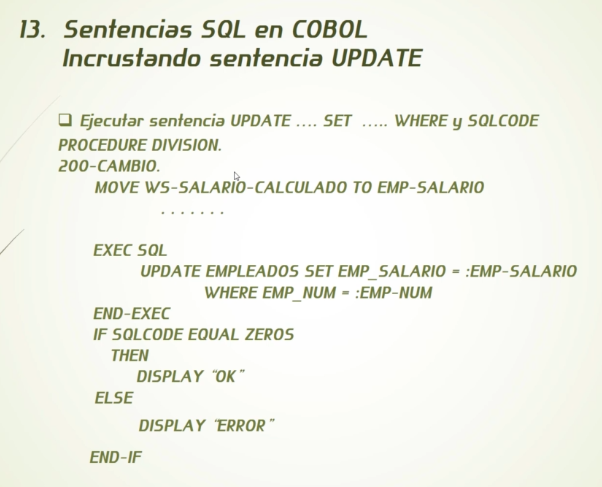 13. Sentencias SQL en COBOL
Incrustando sentencia UPDATE
❑ Ejecutar sentencia UPDATE .... SET ..... WHERE y SQLCODE
PROCEDURE DIVISION.
200-CAMBIO.
MOVE WS-SALARIO-CALCULADO TO EMP-SALARIO
. . . . . . .
EXEC SQL
UPDATE EMPLEADOS SET EMP_SALARIO = :EMP-SALARIO
WHERE EMP_NUM = :EMP-NUM
END-EXEC
IF SQLCODE EQUAL ZEROS
THEN
DISPLAY “OK”
ELSE
DISPLAY “ERROR”
END-IF